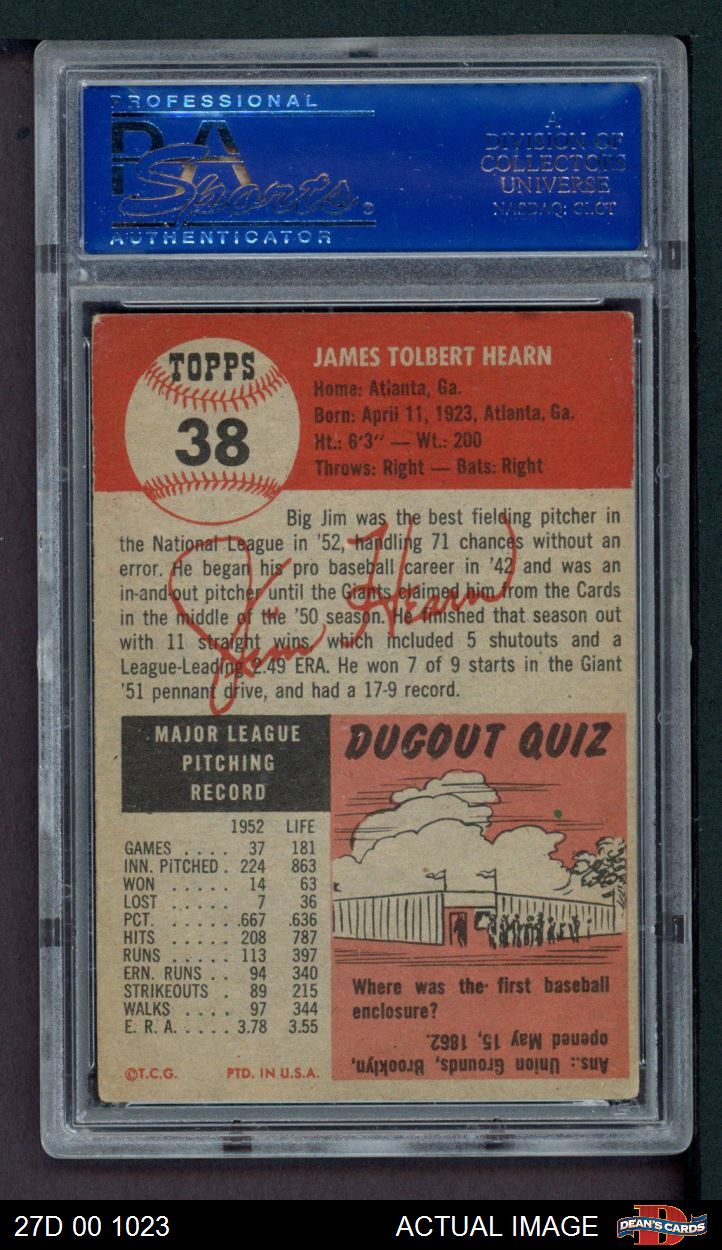 PROFESSIONAL
PSA
Sports
AUTHENTICATOR
A
DIVISION OF
COLLECTORS
UNIVERSE
NASDAQ: CLCT
TOPPS
38
JAMES TOLBERT HEARN
Home: Atlanta, Ga.
Born: April 11, 1923, Atlanta, Ga.
Ht.: 6'3" — Wt.: 200
Throws: Right — Bats: Right
Big Jim was the best fielding pitcher in
the National League in '52, handling 71 chances without an
error. He began his pro baseball career in '42 and was an
in-and-out pitcher until the Giants claimed him from the Cards
in the middle of the '50 season. He finished that season out
with 11 straight wins, which included 5 shutouts and a
League-Leading 2.49 ERA. He won 7 of 9 starts in the Giant
'51 pennant drive, and had a 17-9 record.
Jim Hearn
MAJOR LEAGUE
PITCHING
RECORD
1952 LIFE
GAMES . . . . 37 181
INN. PITCHED . 224 863
WON . . . . . 14 63
LOST . . . . . 7 36
PCT. . . . . . .667 .636
HITS . . . . . 208 787
RUNS . . . . . 113 397
ERN. RUNS . . 94 340
STRIKEOUTS . 89 215
WALKS . . . . 97 344
E. R. A. . . . . 3.78 3.55
©T.C.G. PTD. IN U.S.A.
DUGOUT QUIZ
Where was the first baseball
enclosure?
Ans.: Union Grounds, Brooklyn,
opened May 15, 1862.
27D 00 1023
ACTUAL IMAGE
D
DEAN'S CARDS